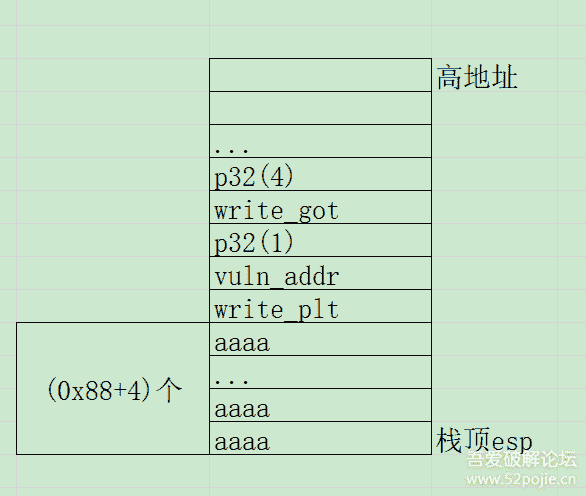 高地址
...
p32(4)
write_got
p32(1)
vuln_addr
write_plt
aaaa
...
(0x88+4)个
aaaa
aaaa
栈顶esp
吾爱破解论坛
www.52pojie.cn